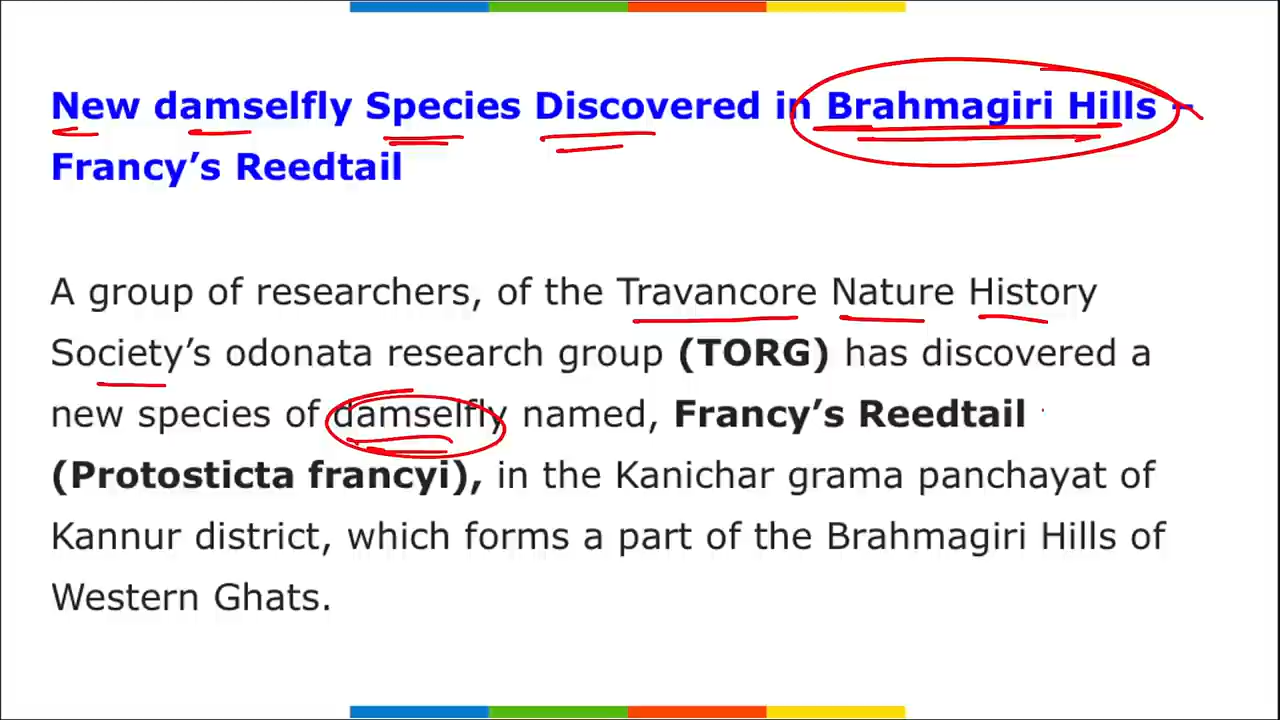 New damselfly Species Discovered in Brahmagiri Hills –
Francy’s Reedtail
A group of researchers, of the Travancore Nature History
Society’s odonata research group (TORG) has discovered a
new species of damselfly named, Francy’s Reedtail
(Protosticta francyi), in the Kanichar grama panchayat of
Kannur district, which forms a part of the Brahmagiri Hills of
Western Ghats.